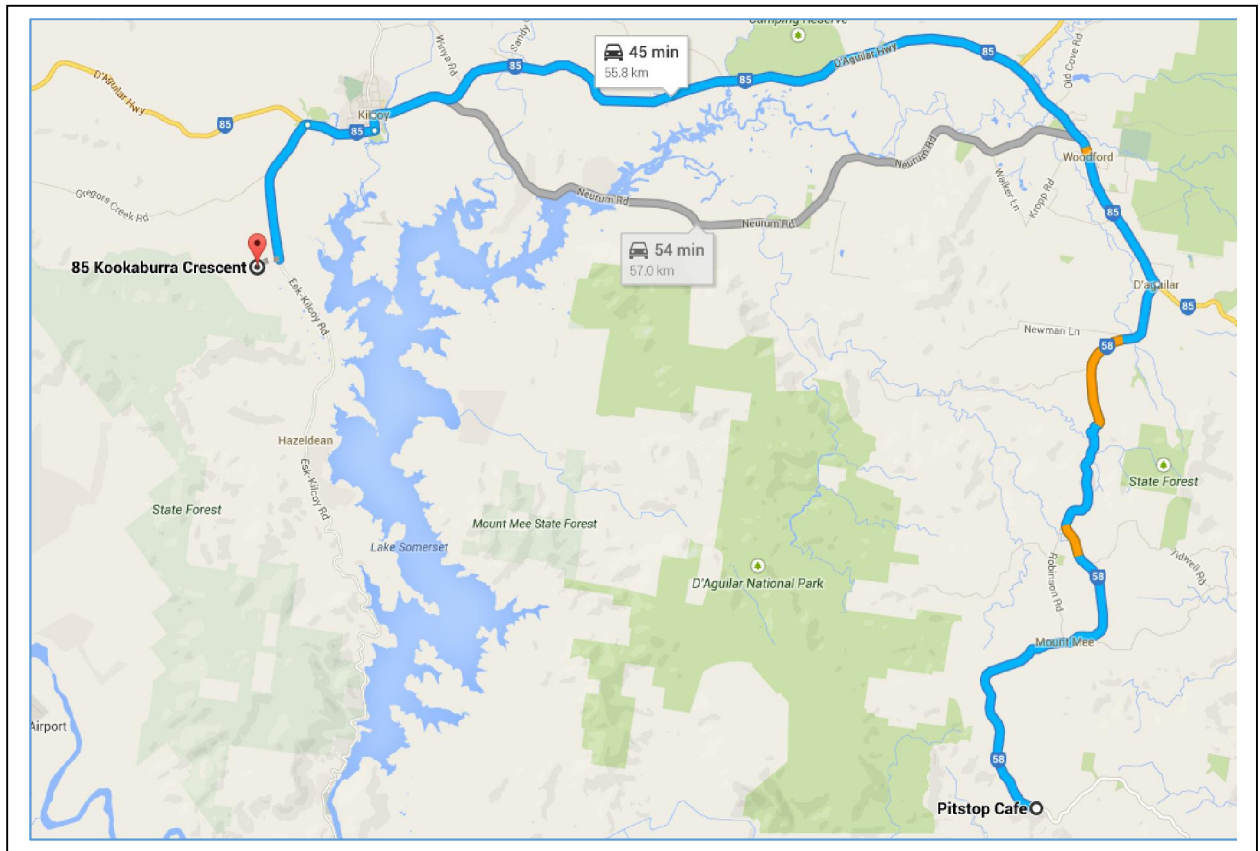 Camping Reserve
Winya Rd
Sandy
45 min
55.8 km
D'Aguilar Hwy
85
Old Cove Rd
D'Aguilar Hwy
85
85
85
Kilcoy
85
85
Woodford
Neurum Rd
Walker Ln
Kropp Rd
Gregors Creek Rd
Neurum Rd
Neurum Rd
85
54 min
57.0 km
85 Kookaburra Crescent
Esk-Kilcoy Rd
D'aguilar
85
Newman Ln
58
Hazeldean
Esk-Kilcoy Rd
State Forest
State Forest
Mount Mee State Forest
Lake Somerset
D'Aguilar National Park
Robinson Rd
58
Mount Mee
Airport
58
Pitstop Cafe